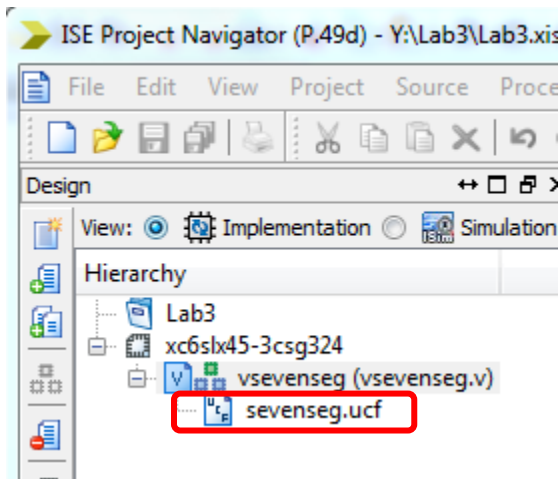 ISE Project Navigator (P.49d) - Y:\Lab3\Lab3.xis
File Edit View Project Source Proce
Design
View: Implementation Simulation
Hierarchy
Lab3
xc6slx45-3csg324
vsevenseg (vsevenseg.v)
sevenseg.ucf